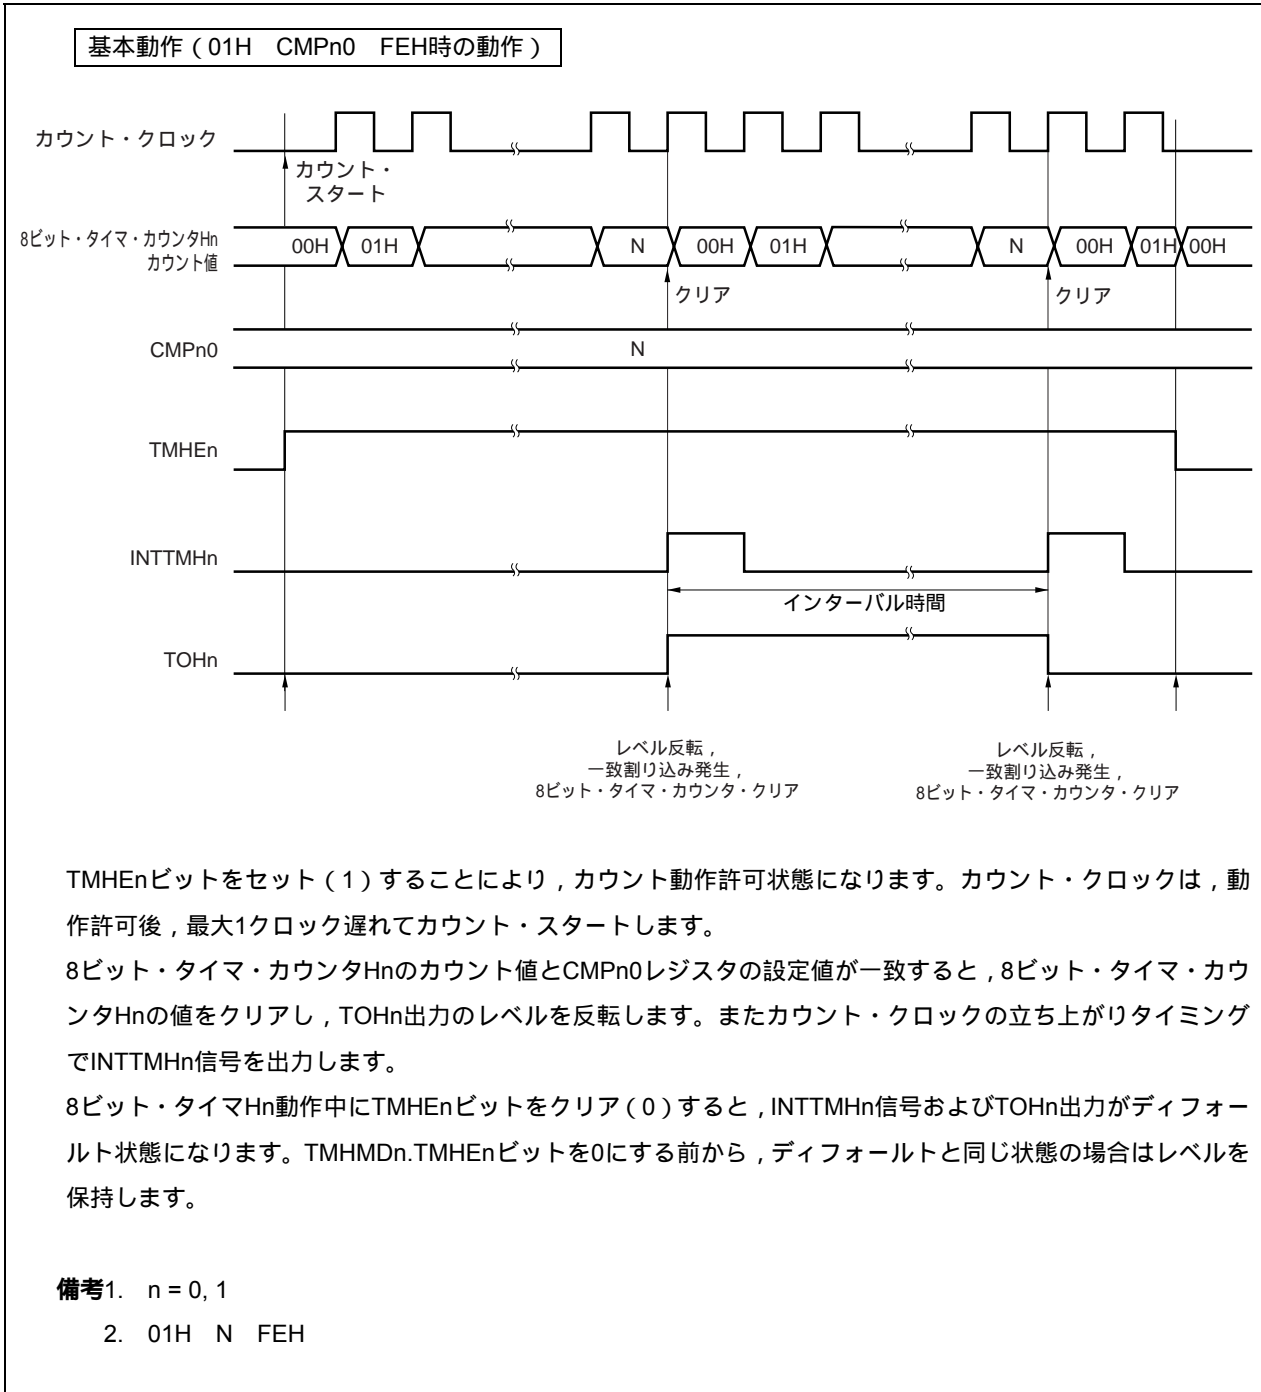 基本動作（01H　CMPn0　FEH時の動作）
カウント・クロック
カウント・
スタート
8ビット・タイマ・カウンタHn
カウント値
00H 01H N 00H 01H N 00H 01H 00H
クリア クリア
CMPn0 N
TMHEn
INTTMHn
インターバル時間
TOHn
レベル反転，
一致割り込み発生，
8ビット・タイマ・カウンタ・クリア
レベル反転，
一致割り込み発生，
8ビット・タイマ・カウンタ・クリア
TMHEnビットをセット（1）することにより，カウント動作許可状態になります。カウント・クロックは，動
作許可後，最大1クロック遅れてカウント・スタートします。
8ビット・タイマ・カウンタHnのカウント値とCMPn0レジスタの設定値が一致すると，8ビット・タイマ・カウ
ンタHnの値をクリアし，TOHn出力のレベルを反転します。またカウント・クロックの立ち上がりタイミング
でINTTMHn信号を出力します。
8ビット・タイマHn動作中にTMHEnビットをクリア（0）すると，INTTMHn信号およびTOHn出力がディフォー
ルト状態になります。TMHMDn.TMHEnビットを0にする前から，ディフォールトと同じ状態の場合はレベルを
保持します。
備考1.　n = 0, 1
2.　01H　N　FEH